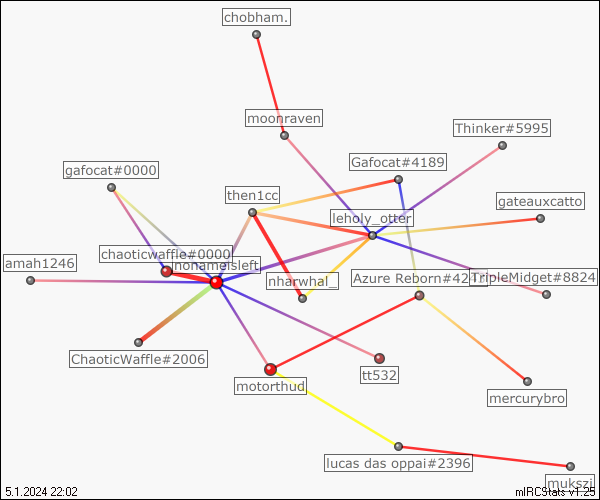 chobham.
moonraven
Thinker#5995
Gafocat#4189
gafocat#0000
then1cc
gateauxcatto
leholy_otter
chaoticwaffle#0000
nonameisleft
amah1246
nharwhal_
Azure Reborn#42
TripleMidget#8824
ChaoticWaffle#2006
tt532
motorthud
mercurybro
lucas das oppai#2396
mukszi
5.1.2024 22:02
mIRCStats v1.25